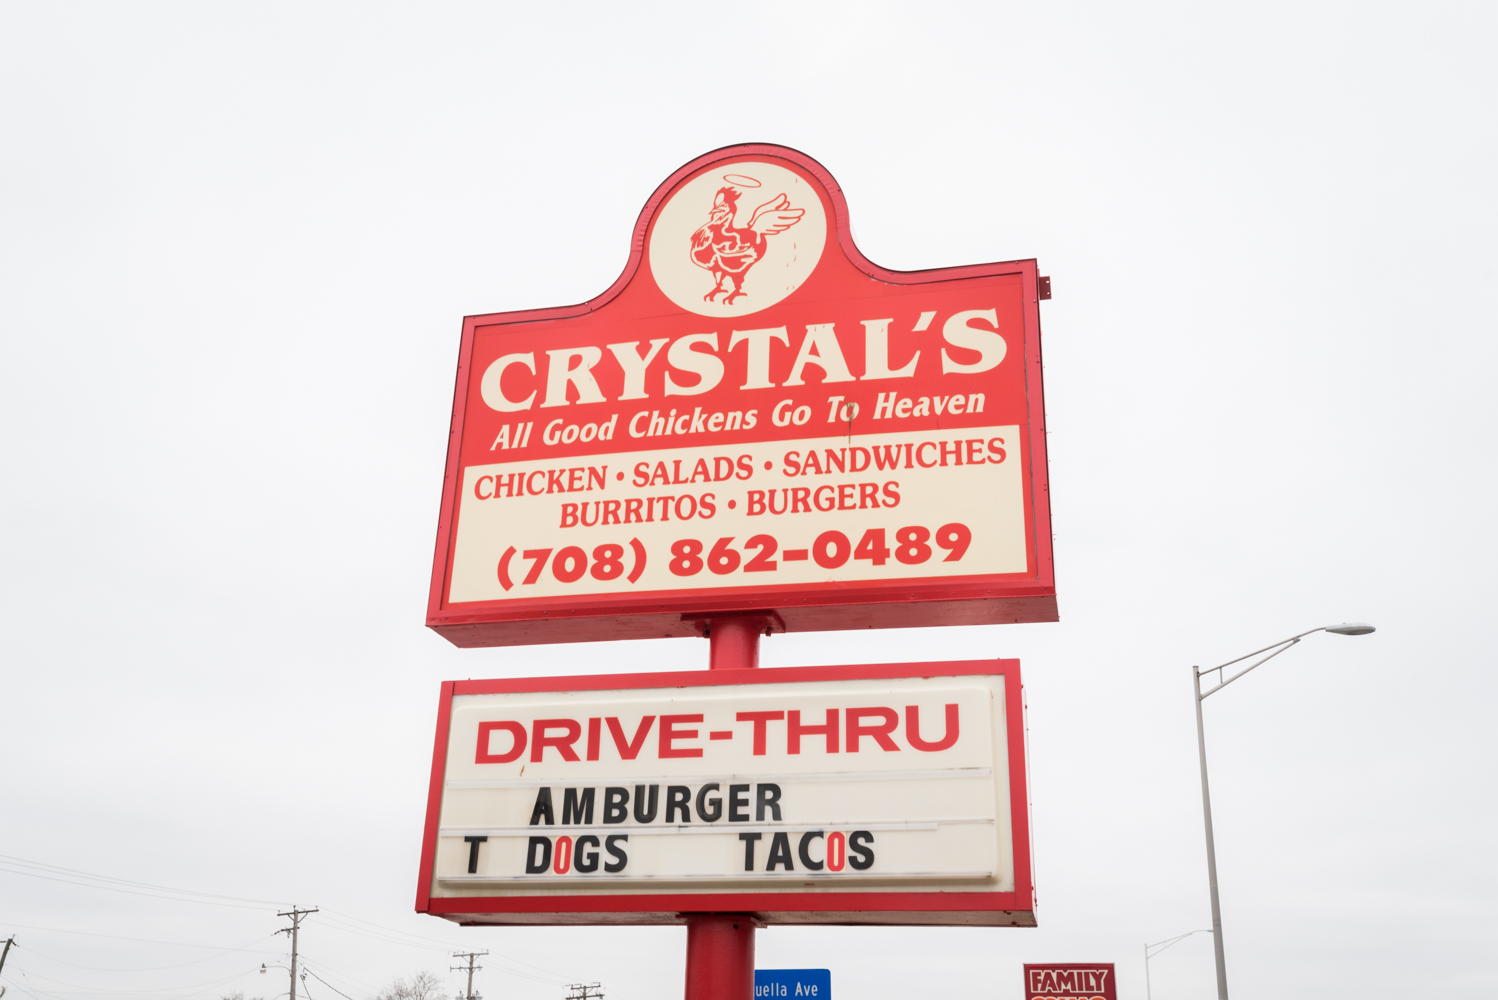 CRYSTAL'S
All Good Chickens Go To Heaven
CHICKEN • SALADS • SANDWICHES
BURRITOS • BURGERS
(708) 862-0489
DRIVE-THRU
AMBURGER
T DOGS TACOS
uella Ave
FAMILY